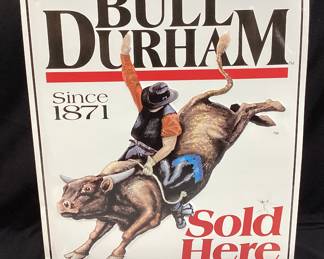 BULL
DURHAM
Since
1871
Sold
Here